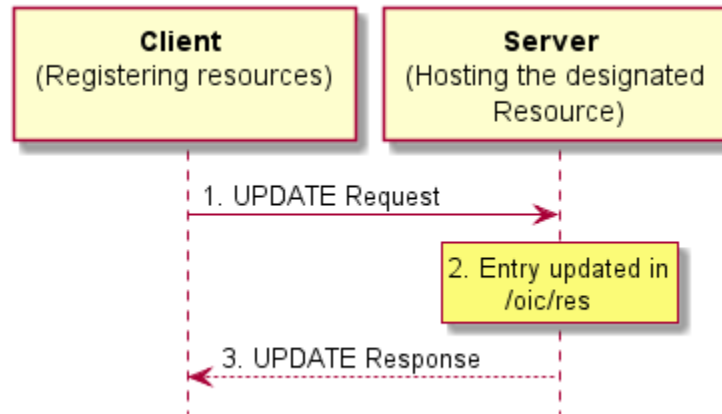 Client
(Registering resources)
Server
(Hosting the designated
Resource)
1. UPDATE Request
2. Entry updated in
/oic/res
3. UPDATE Response